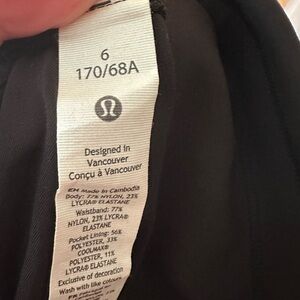 6
170/68A
Designed in
Vancouver
Conçu à Vancouver
EN Made in Cambodia
Body: 77% NYLON, 23%
LYCRA® ELASTANE
Waistband: 77%
NYLON, 23% LYCRA®
ELASTANE
Pocket Lining: 56%
POLYESTER, 33%
COOLMAX®
POLYESTER, 11%
LYCRA® ELASTANE
Exclusive of decoration
Wash with like colours